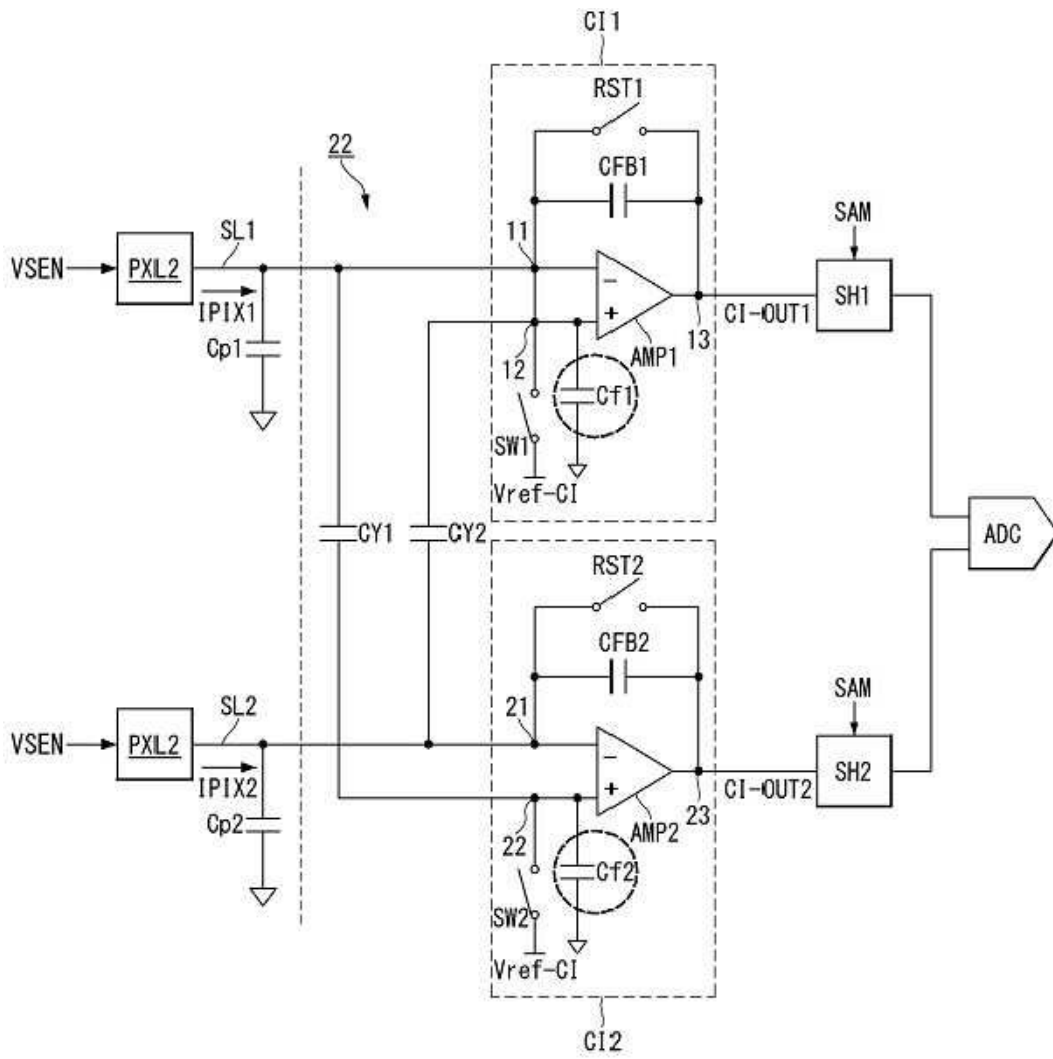 CI1
RST1
22
CFB1
SL1
11
SAM
VSEN
PXL2
SH1
IPIX1
CI-OUT1
13
AMP1
Cp1
12
Cf1
SW1
Vref-CI
CY1
CY2
ADC
RST2
CFB2
SL2
21
SAM
VSEN
PXL2
SH2
IPIX2
CI-OUT2
23
AMP2
Cp2
22
Cf2
SW2
Vref-CI
CI2